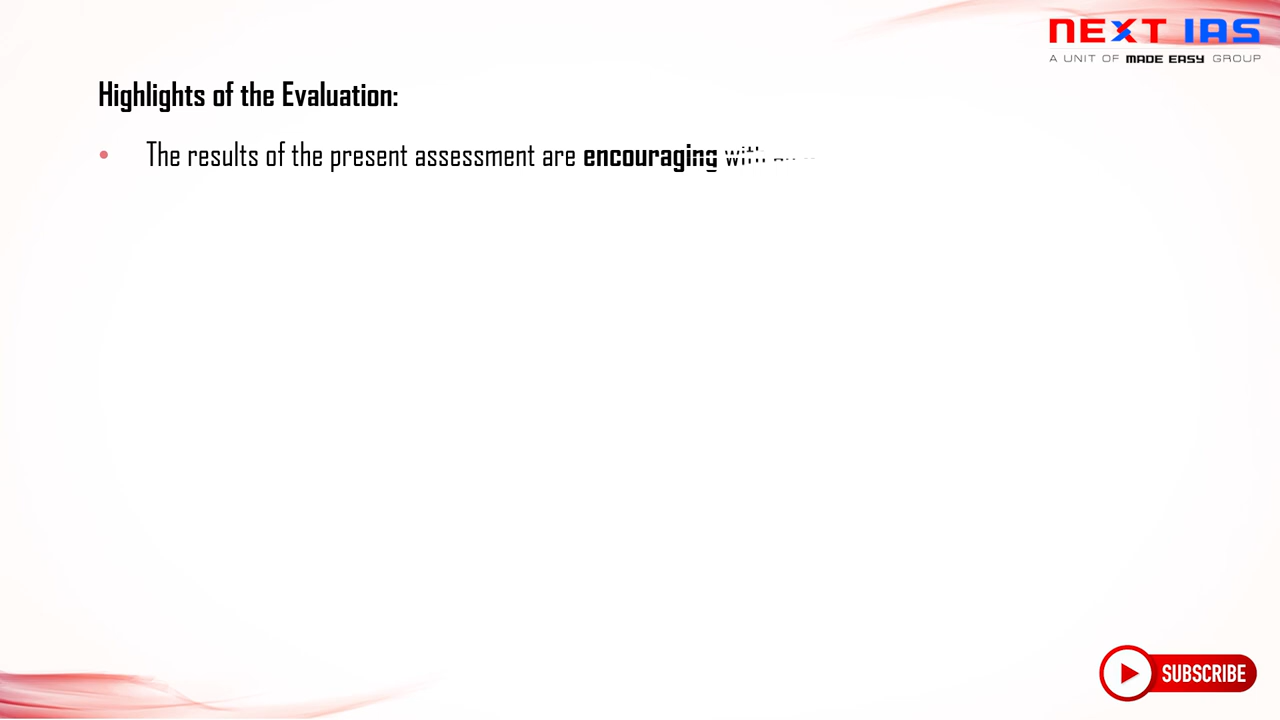 NEXT IAS
A UNIT OF MADE EASY GROUP
Highlights of the Evaluation:
• The results of the present assessment are encouraging with
SUBSCRIBE